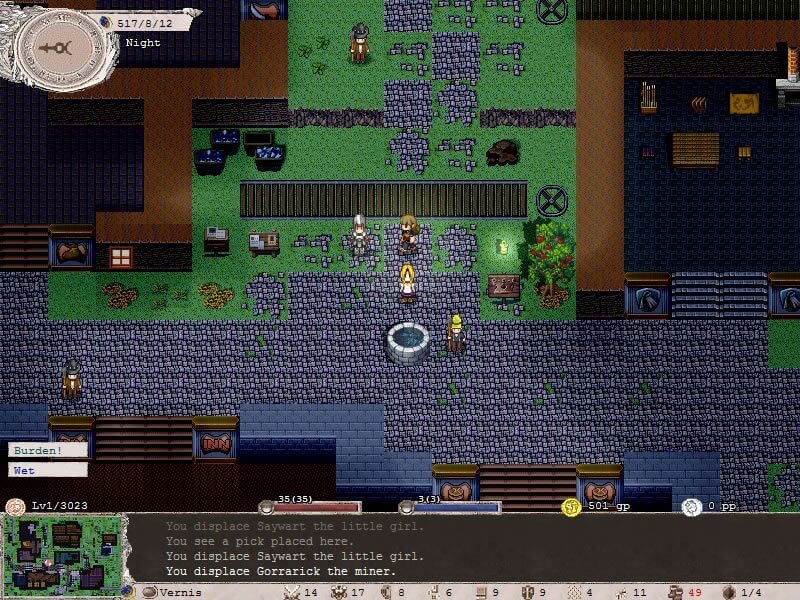 517/8/12
Night
INN
Burden!
Wet
Lv1/3023
35(35)
3(3)
501 gp
0 pp
You displace Saywart the little girl.
You see a pick placed here.
You displace Saywart the little girl.
You displace Gorrarick the miner.
Vernis
14
17
8
6
9
9
4
11
49
1/4